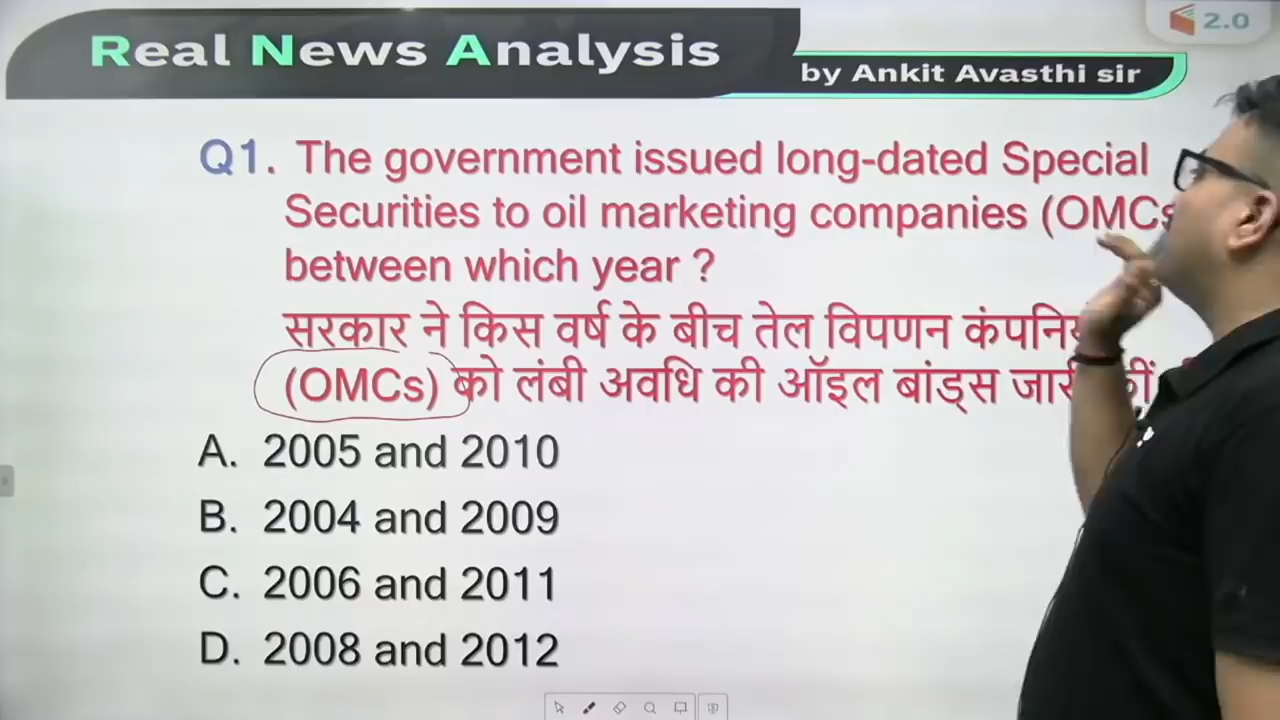 2.0
Real News Analysis
by Ankit Avasthi sir
Q1. The government issued long-dated Special
Securities to oil marketing companies (OMCs
between which year ?
सरकार ने किस वर्ष के बीच तेल विपणन
(OMCs) को लंबी अवधि की ऑइल बांड्स
A. 2005 and 2010
B. 2004 and 2009
C. 2006 and 2011
D. 2008 and 2012